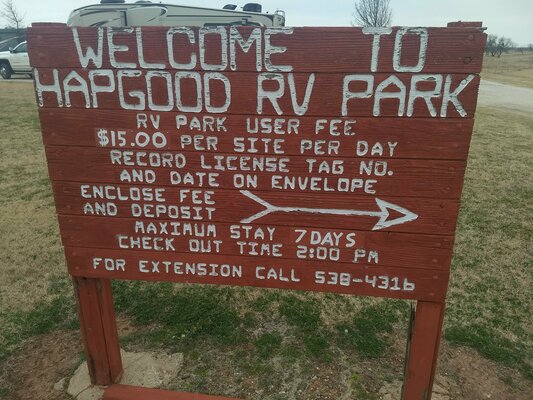 WELCOME TO
HAPGOOD RV PARK
RV PARK USER FEE
$15.00 PER SITE PER DAY
RECORD LICENSE TAG NO.
AND DATE ON ENVELOPE
ENCLOSE FEE
AND DEPOSIT
MAXIMUM STAY 7 DAYS
CHECK OUT TIME 2:00 PM
FOR EXTENSION CALL 538-4316